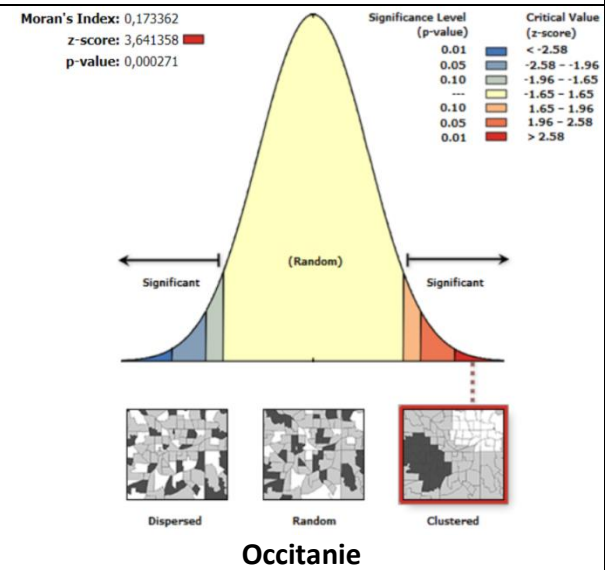 Moran's Index: 0,173362
z-score: 3,641358
p-value: 0,000271
Significance Level
(p-value)
Critical Value
(z-score)
0.01 < -2.58
0.05 -2.58 – -1.96
0.10 -1.96 – -1.65
--- -1.65 – 1.65
0.10 1.65 – 1.96
0.05 1.96 – 2.58
0.01 > 2.58
(Random)
Significant
Significant
Dispersed
Random
Clustered
Occitanie